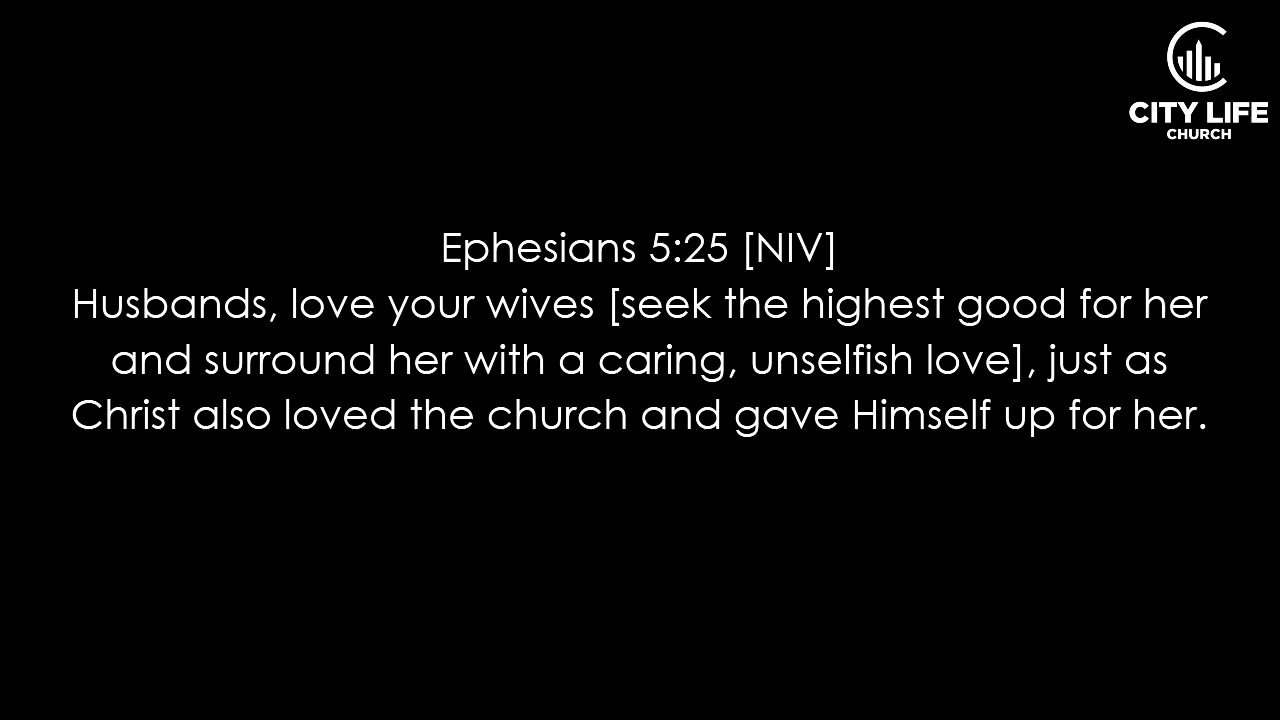 CITY LIFE
CHURCH
Ephesians 5:25 [NIV]
Husbands, love your wives [seek the highest good for her
and surround her with a caring, unselfish love], just as
Christ also loved the church and gave Himself up for her.